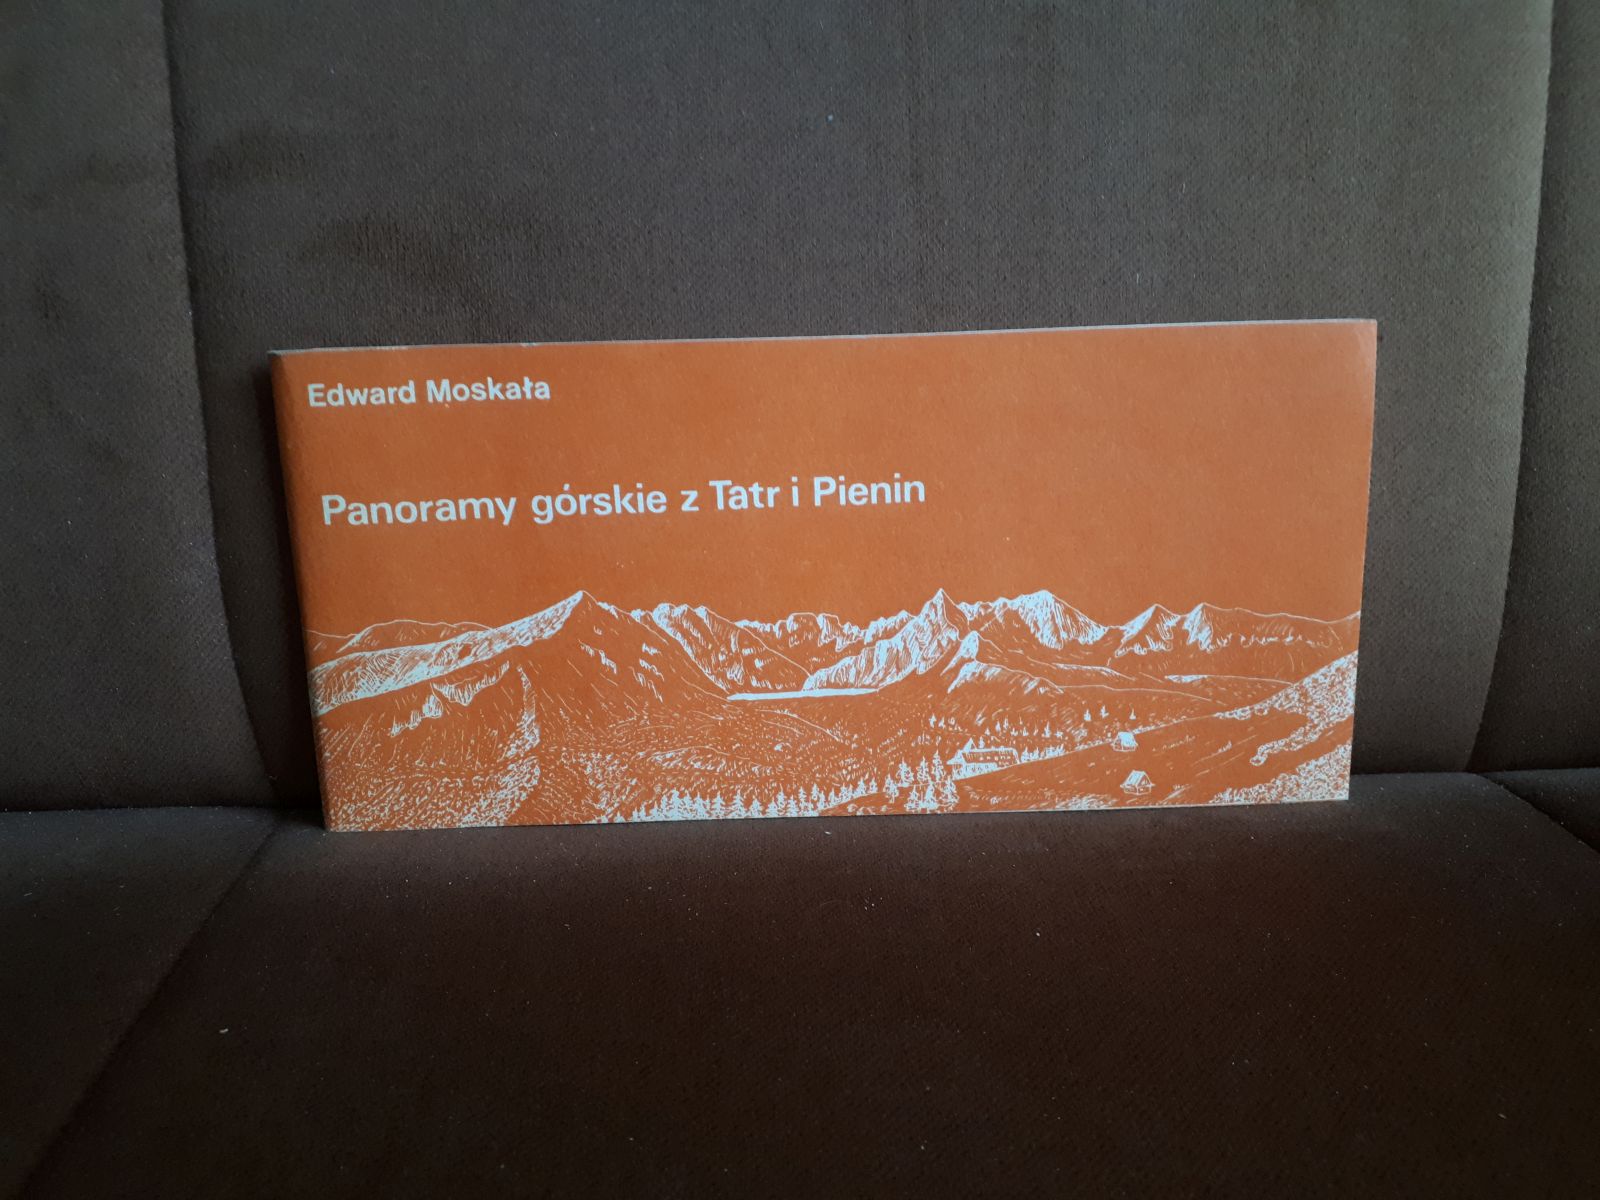 Edward Moskała
Panoramy górskie z Tatr i Pienin